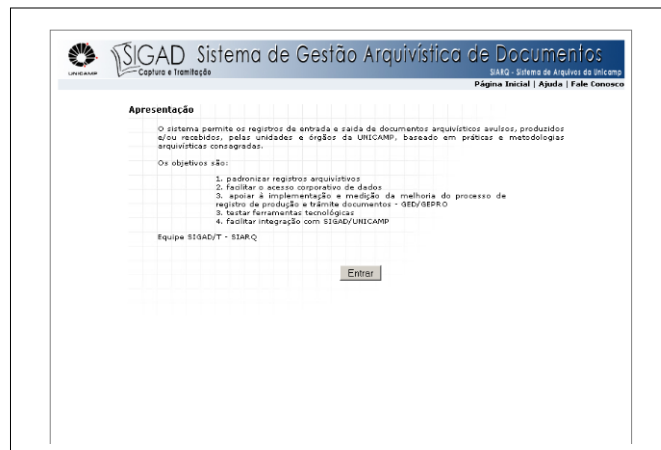 SIGAD Sistema de Gestão Arquivística de Documentos
UNICAMP
Captura e Tramitação
SIARQ - Sistema de Arquivos da Unicamp
Página Inicial | Ajuda | Fale Conosco
Apresentação
O sistema permite os registros de entrada e saída de documentos arquivísticos avulsos, produzidos
e/ou recebidos, pelas unidades e órgãos da UNICAMP, baseado em práticas e metodologias
arquivísticas consagradas.
Os objetivos são:
1. padronizar registros arquivistivos
2. facilitar o acesso corporativo de dados
3. apoiar à implementação e medição da melhoria do processo de
registro de produção e trâmite documentos - GED/GEPRO
3. testar ferramentas tecnológicas
4. facilitar integração com SIGAD/UNICAMP
Equipe SIGAD/T - SIARQ
Entrar